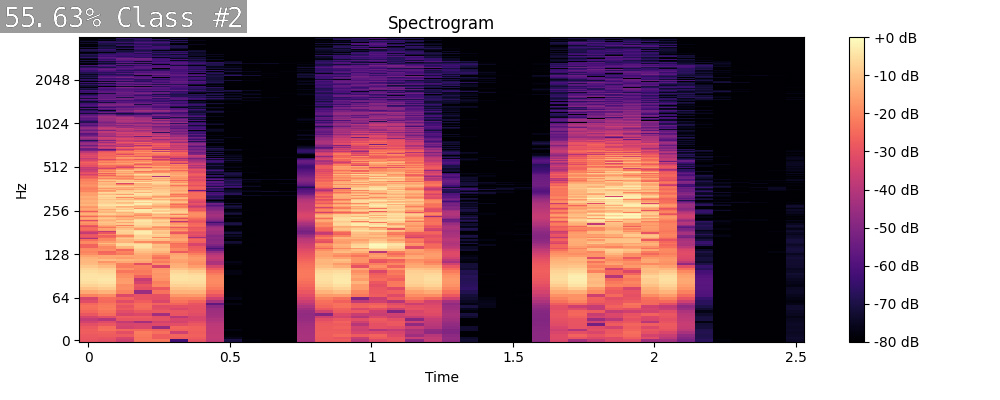 55.63% Class #2
Spectrogram
+0 dB
2048
-10 dB
1024
-20 dB
512
-30 dB
Hz
-40 dB
256
-50 dB
128
-60 dB
64
-70 dB
0
-80 dB
0 0.5 1 1.5 2 2.5
Time